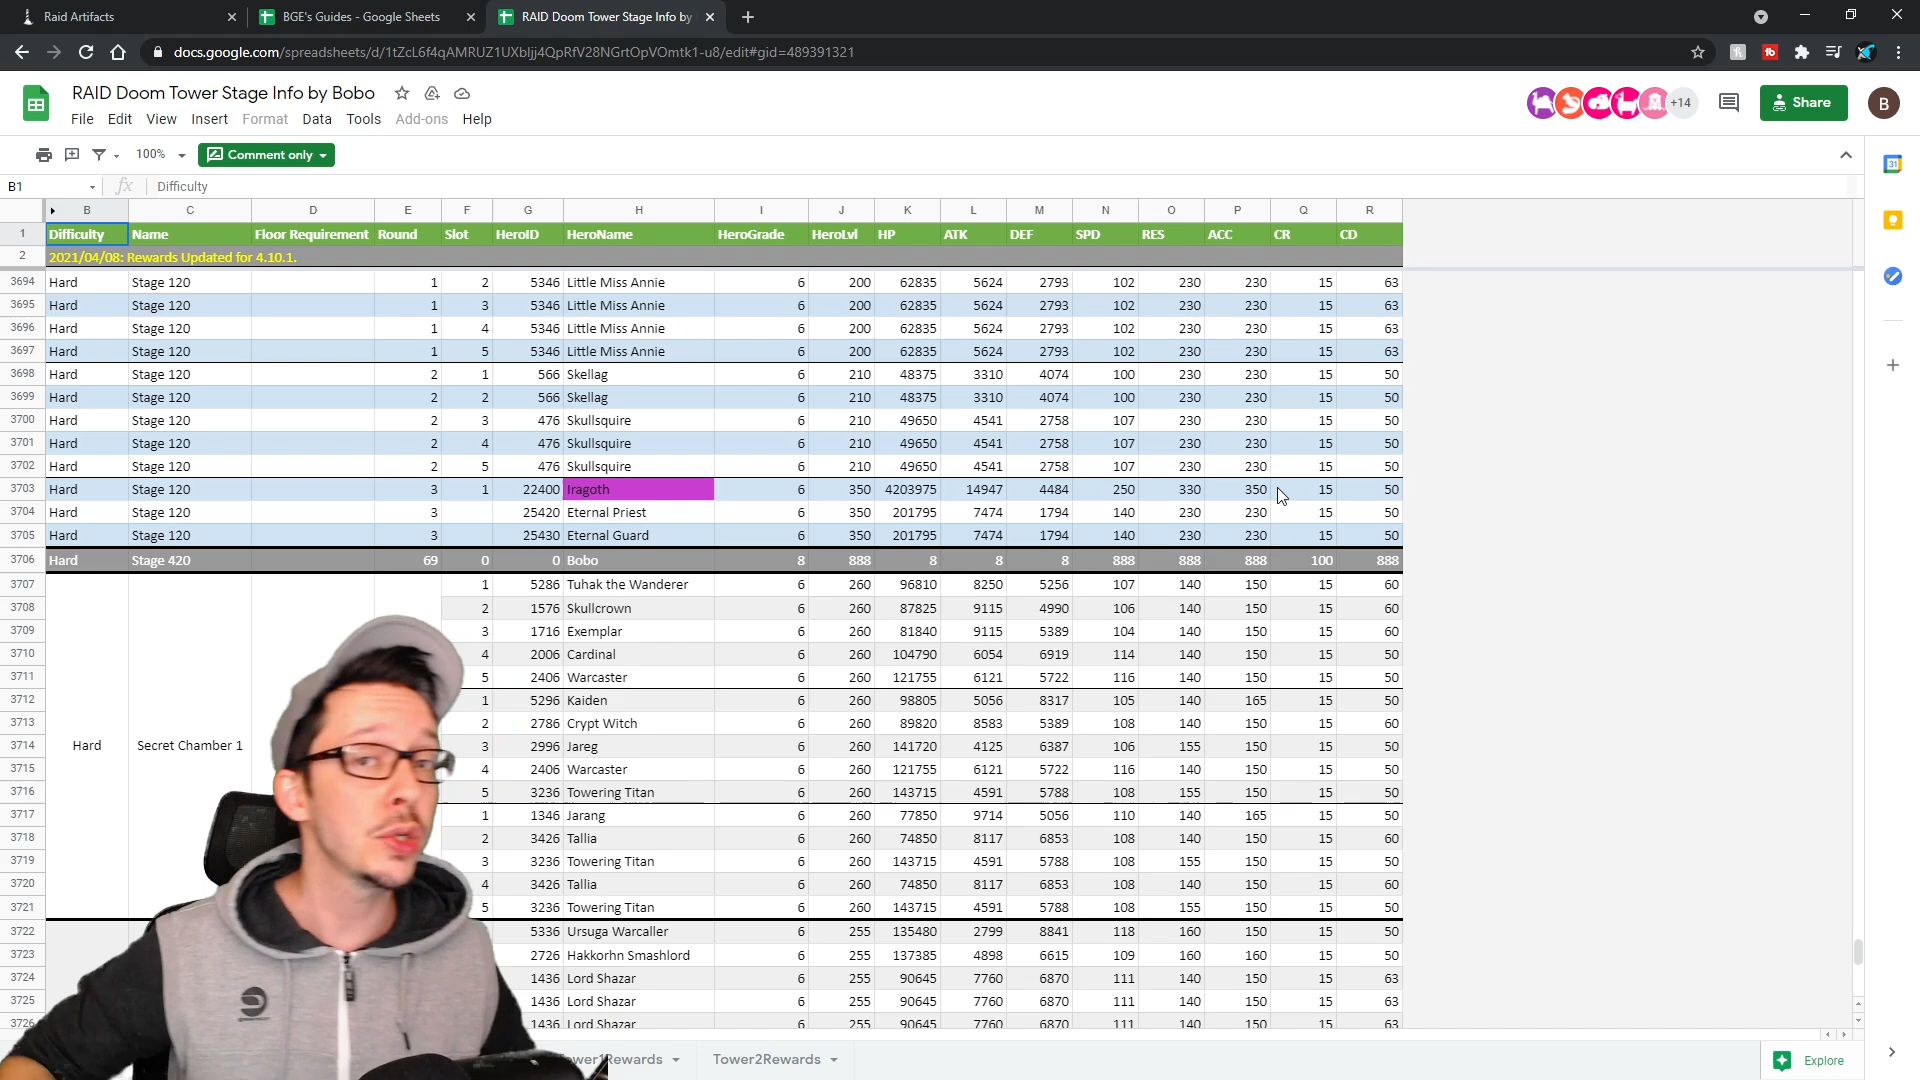 Raid Artifacts
BGE's Guides - Google Sheets
RAID Doom Tower Stage Info by
docs.google.com/spreadsheets/d/1tZcL6f4qAMRUZ1UXbIjj4QpRfV28NGrtOpVOmtk1-u8/edit#gid=489391321
RAID Doom Tower Stage Info by Bobo
+14
Share
B
File Edit View Insert Format Data Tools Add-ons Help
100% Comment only
B1 fx Difficulty
B C D E F G H I J K L M N O P Q R
1 Difficulty Name Floor Requirement Round Slot HeroID HeroName HeroGrade HeroLvl HP ATK DEF SPD RES ACC CR CD
2 2021/04/08: Rewards Updated for 4.10.1.
3694 Hard Stage 120 1 2 5346 Little Miss Annie 6 200 62835 5624 2793 102 230 230 15 63
3695 Hard Stage 120 1 3 5346 Little Miss Annie 6 200 62835 5624 2793 102 230 230 15 63
3696 Hard Stage 120 1 4 5346 Little Miss Annie 6 200 62835 5624 2793 102 230 230 15 63
3697 Hard Stage 120 1 5 5346 Little Miss Annie 6 200 62835 5624 2793 102 230 230 15 63
3698 Hard Stage 120 2 1 566 Skellag 6 210 48375 3310 4074 100 230 230 15 50
3699 Hard Stage 120 2 2 566 Skellag 6 210 48375 3310 4074 100 230 230 15 50
3700 Hard Stage 120 2 3 476 Skullsquire 6 210 49650 4541 2758 107 230 230 15 50
3701 Hard Stage 120 2 4 476 Skullsquire 6 210 49650 4541 2758 107 230 230 15 50
3702 Hard Stage 120 2 5 476 Skullsquire 6 210 49650 4541 2758 107 230 230 15 50
3703 Hard Stage 120 3 1 22400 Iragoth 6 350 4203975 14947 4484 250 330 350 15 50
3704 Hard Stage 120 3 25420 Eternal Priest 6 350 201795 7474 1794 140 230 230 15 50
3705 Hard Stage 120 3 25430 Eternal Guard 6 350 201795 7474 1794 140 230 230 15 50
3706 Hard Stage 420 69 0 0 Bobo 8 888 8 8 8 888 888 888 100 888
3707 1 5286 Tuhak the Wanderer 6 260 96810 8250 5256 107 140 150 15 60
3708 2 1576 Skullcrown 6 260 87825 9115 4990 106 140 150 15 60
3709 3 1716 Exemplar 6 260 81840 9115 5389 104 140 150 15 60
3710 4 2006 Cardinal 6 260 104790 6054 6919 114 140 150 15 50
3711 5 2406 Warcaster 6 260 121755 6121 5722 116 140 150 15 50
3712 1 5296 Kaiden 6 260 98805 5056 8317 105 140 165 15 50
3713 2 2786 Crypt Witch 6 260 89820 8583 5389 108 140 150 15 60
3714 Hard Secret Chamber 1 3 2996 Jareg 6 260 141720 4125 6387 106 155 150 15 50
3715 4 2406 Warcaster 6 260 121755 6121 5722 116 140 150 15 50
3716 5 3236 Towering Titan 6 260 143715 4591 5788 108 155 150 15 50
3717 1 1346 Jarang 6 260 77850 9714 5056 110 140 165 15 50
3718 2 3426 Tallia 6 260 74850 8117 6853 108 140 150 15 60
3719 3 3236 Towering Titan 6 260 143715 4591 5788 108 155 150 15 50
3720 4 3426 Tallia 6 260 74850 8117 6853 108 140 150 15 60
3721 5 3236 Towering Titan 6 260 143715 4591 5788 108 155 150 15 50
3722 5336 Ursuga Warcaller 6 255 135480 2799 8841 118 160 150 15 50
3723 2726 Hakkorhn Smashlord 6 255 137385 4898 6615 109 160 160 15 50
3724 1436 Lord Shazar 6 255 90645 7760 6870 111 140 150 15 63
3725 1436 Lord Shazar 6 255 90645 7760 6870 111 140 150 15 63
3726 1436 Lord Shazar 6 255 90645 7760 6870 111 140 150 15 63
Tower1Rewards Tower2Rewards
Explore